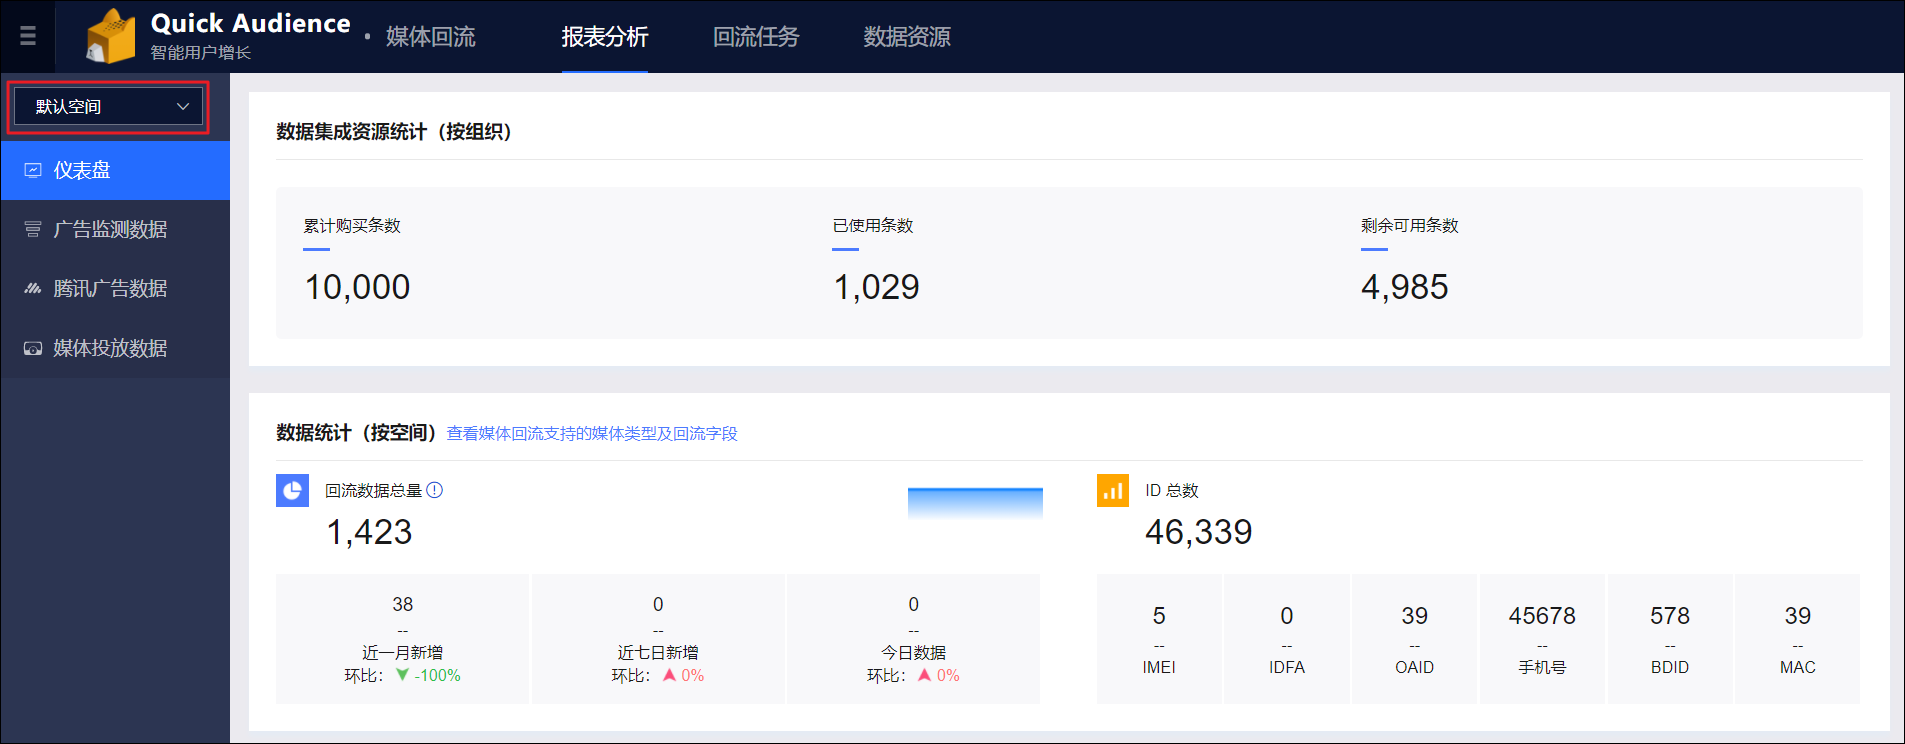 Quick Audience
智能用户增长
· 媒体回流
报表分析
回流任务
数据资源
默认空间
仪表盘
广告监测数据
腾讯广告数据
媒体投放数据
数据集成资源统计（按组织）
累计购买条数
已使用条数
剩余可用条数
10,000
1,029
4,985
数据统计（按空间） 查看媒体回流支持的媒体类型及回流字段
回流数据总量
1,423
ID 总数
46,339
38
--
近一月新增
环比： -100%
0
--
近七日新增
环比： 0%
0
--
今日数据
环比： 0%
5
--
IMEI
0
--
IDFA
39
--
OAID
45678
--
手机号
578
--
BDID
39
--
MAC